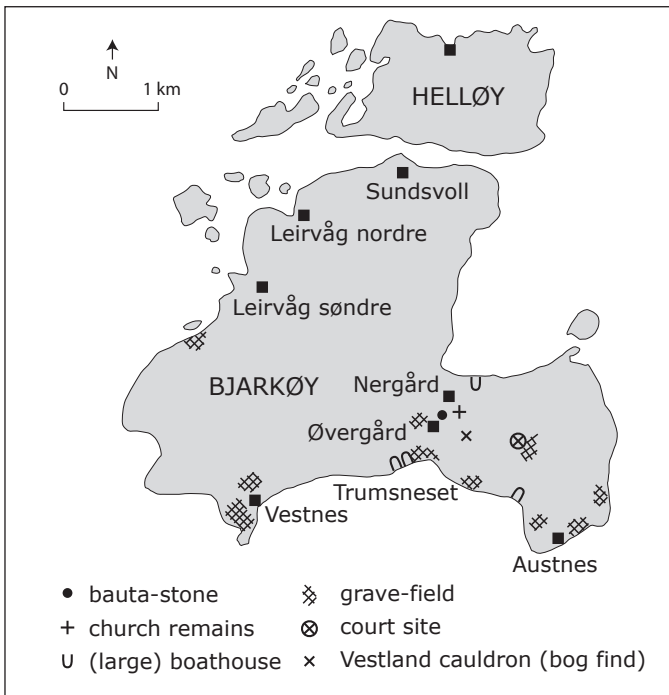 N
0 1 km
HELLØY
Sundsvoll
Leirvåg nordre
Leirvåg søndre
BJARKØY
Nergård
Øvergård
Trumsneset
Vestnes
Austnes
bauta-stone
grave-field
church remains
court site
(large) boathouse
Vestland cauldron (bog find)